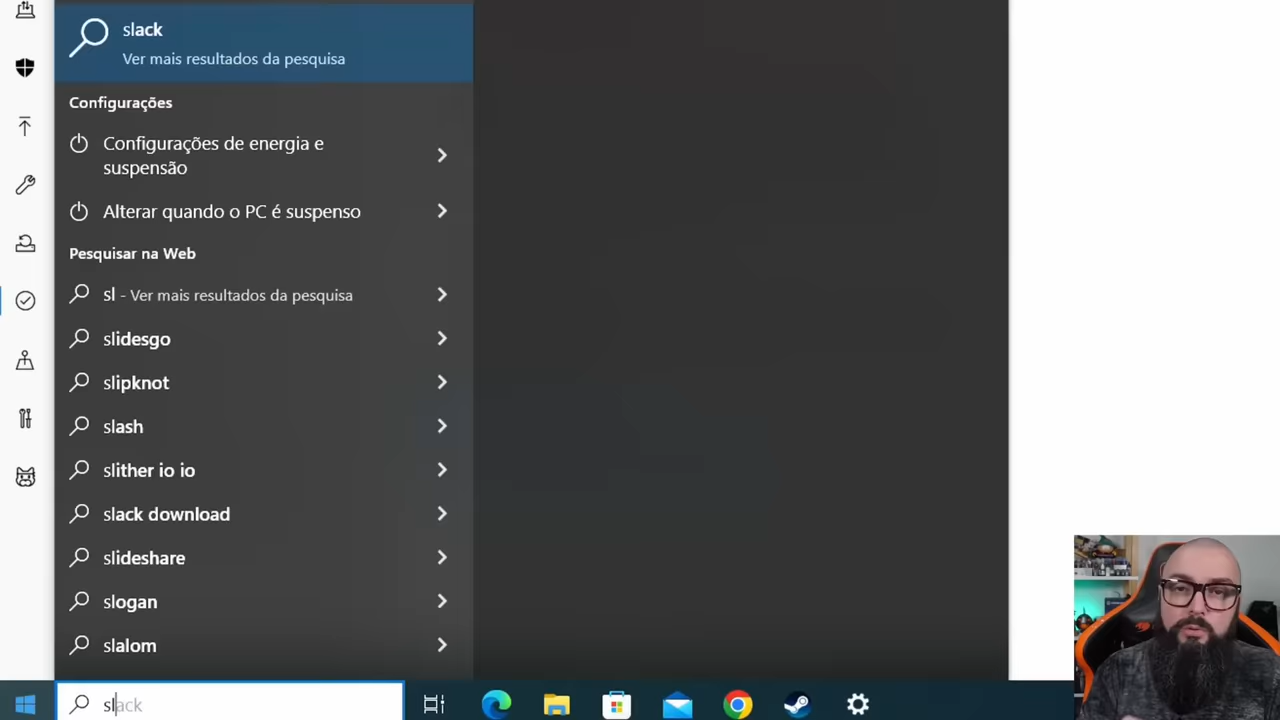 slack
Ver mais resultados da pesquisa
Configurações
Configurações de energia e
suspensão
Alterar quando o PC é suspenso
Pesquisar na Web
sl - Ver mais resultados da pesquisa
slidesgo
slipknot
slash
slither io io
slack download
slideshare
slogan
slalom
slack